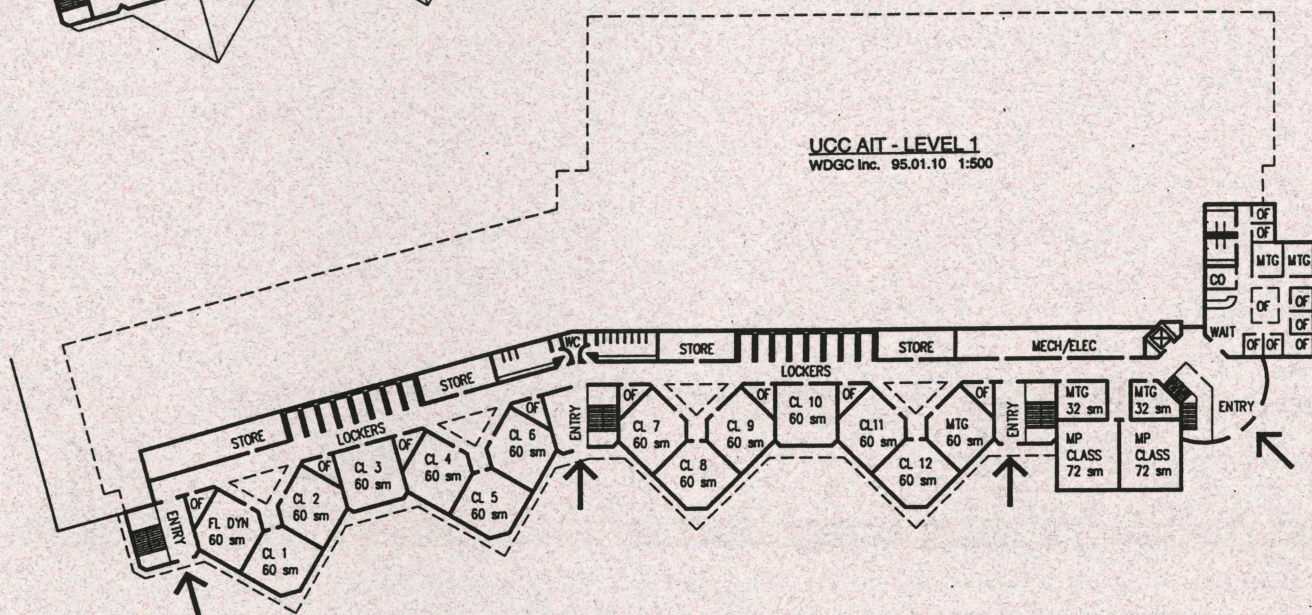 UCC AIT - LEVEL 1
WDGC Inc. 95.01.10 1:500
OF
OF
MTG MTG
OF
OF
OF
OF OF OF
WAIT
ENTRY
WC
STORE
LOCKERS
STORE
MECH/ELEC
STORE
LOCKERS
STORE
ENTRY
OF
FL DYN
60 sm
CL 1
60 sm
OF
CL 2
60 sm
CL 3
60 sm
OF
CL 4
60 sm
CL 5
60 sm
OF
CL 6
60 sm
ENTRY
OF
CL 7
60 sm
CL 8
60 sm
OF
CL 9
60 sm
CL 10
60 sm
OF
CL11
60 sm
CL 12
60 sm
OF
MTG
60 sm
ENTRY
MTG
32 sm
MTG
32 sm
MP
CLASS
72 sm
MP
CLASS
72 sm